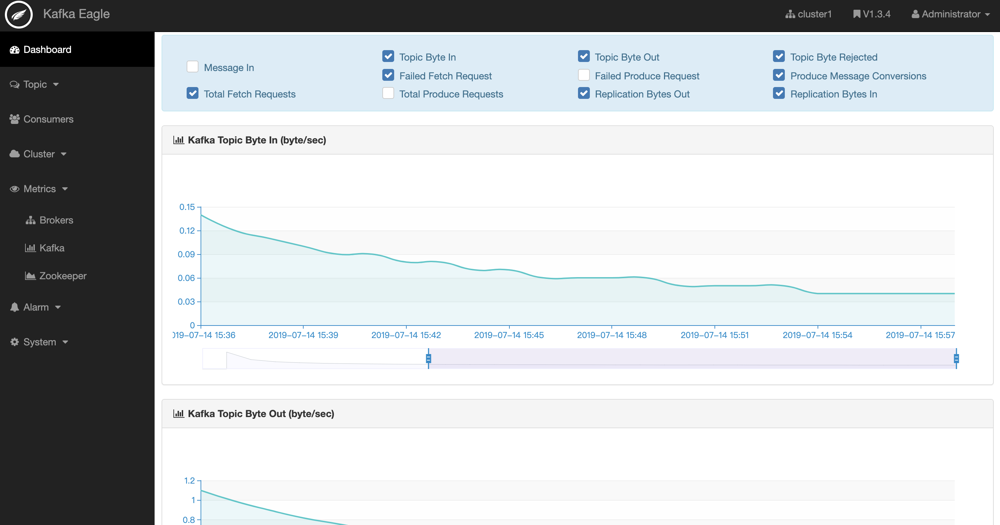 Kafka Eagle
cluster1 V1.3.4 Administrator
Dashboard
Topic
Consumers
Cluster
Metrics
Brokers
Kafka
Zookeeper
Alarm
System
Message In
Topic Byte In
Topic Byte Out
Topic Byte Rejected
Failed Fetch Request
Failed Produce Request
Produce Message Conversions
Total Fetch Requests
Total Produce Requests
Replication Bytes Out
Replication Bytes In
Kafka Topic Byte In (byte/sec)
0.15
0.12
0.09
0.06
0.03
0
019-07-14 15:36 2019-07-14 15:39 2019-07-14 15:42 2019-07-14 15:45 2019-07-14 15:48 2019-07-14 15:51 2019-07-14 15:54 2019-07-14 15:57
Kafka Topic Byte Out (byte/sec)
1.2
1
0.8